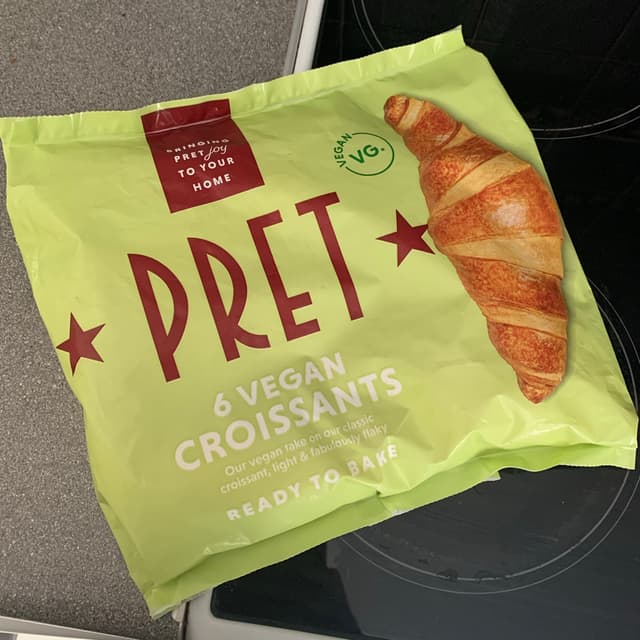 BRINGING
PRET joy
TO YOUR
HOME
VEGAN
VG.
PRET
6 VEGAN
CROISSANTS
Our vegan take on our classic
croissant, light & fabulously flaky
READY TO BAKE